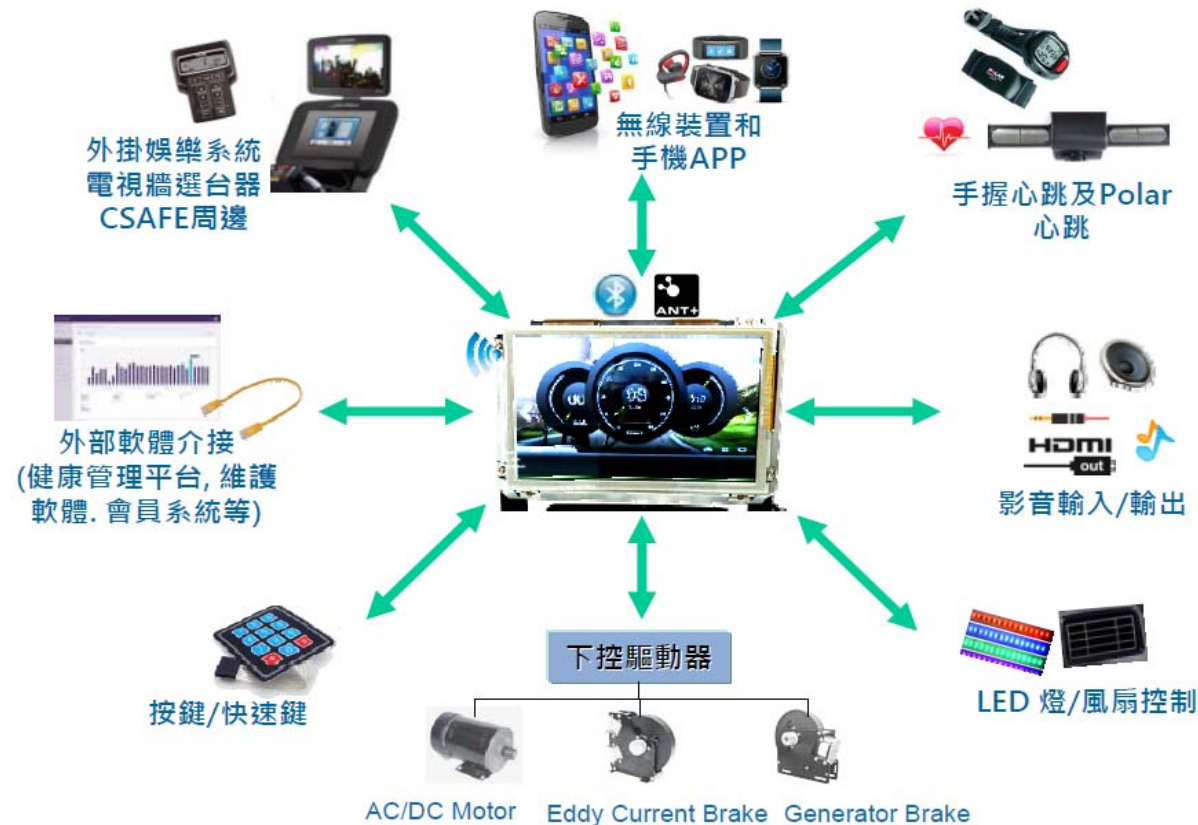 外掛娛樂系統
電視牆選台器
CSAFE周邊
無線裝置和
手機APP
手握心跳及Polar
心跳
ANT+
外部軟體介接
(健康管理平台, 維護
軟體. 會員系統等)
HDMI
out
影音輸入/輸出
按鍵/快速鍵
下控驅動器
LED 燈/風扇控制
AC/DC Motor
Eddy Current Brake
Generator Brake